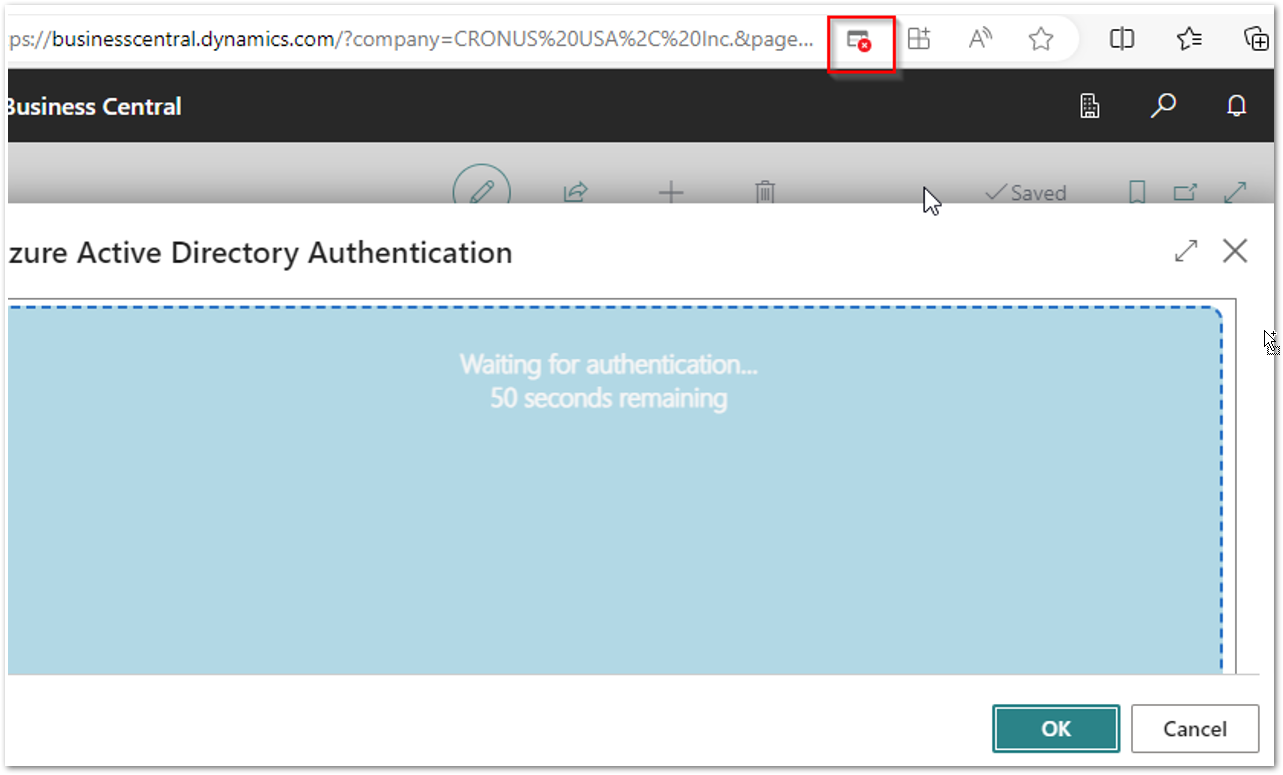 ps://businesscentral.dynamics.com/?company=CRONUS%20USA%2C%20Inc.&page...
Business Central
Saved
zure Active Directory Authentication
Waiting for authentication...
50 seconds remaining
OK
Cancel